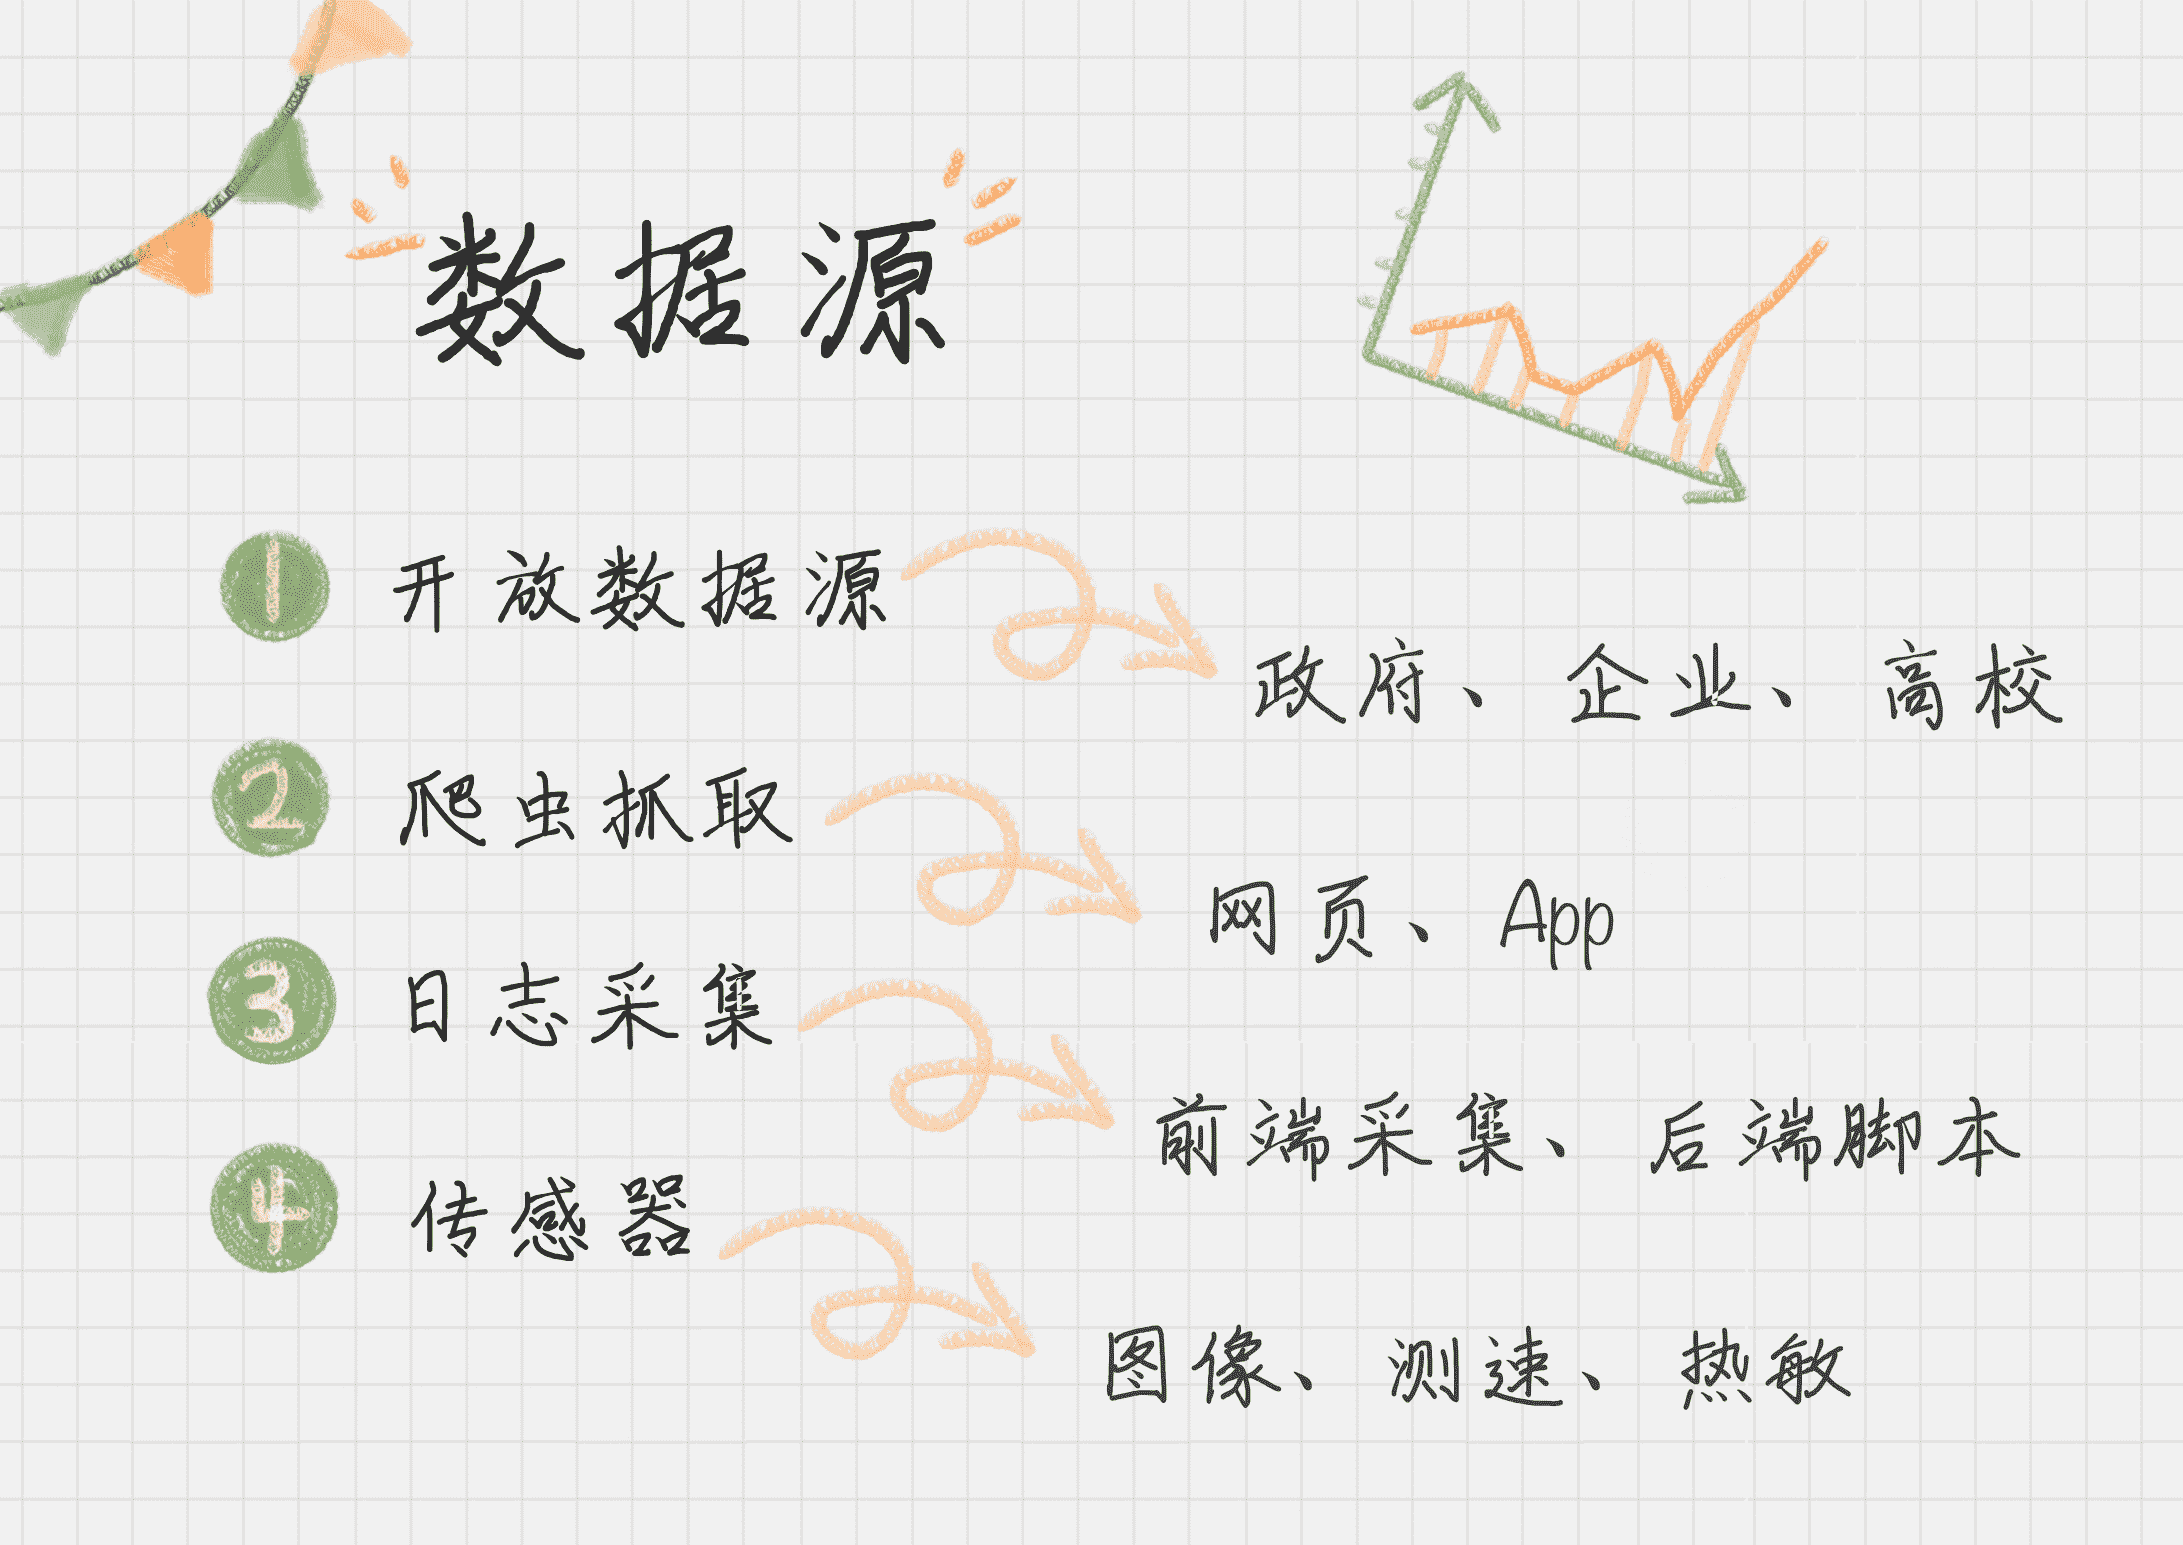 数据源
1 开放数据源
政府、企业、高校
2 爬虫抓取
网页、App
3 日志采集
前端采集、后端脚本
4 传感器
图像、测速、热敏